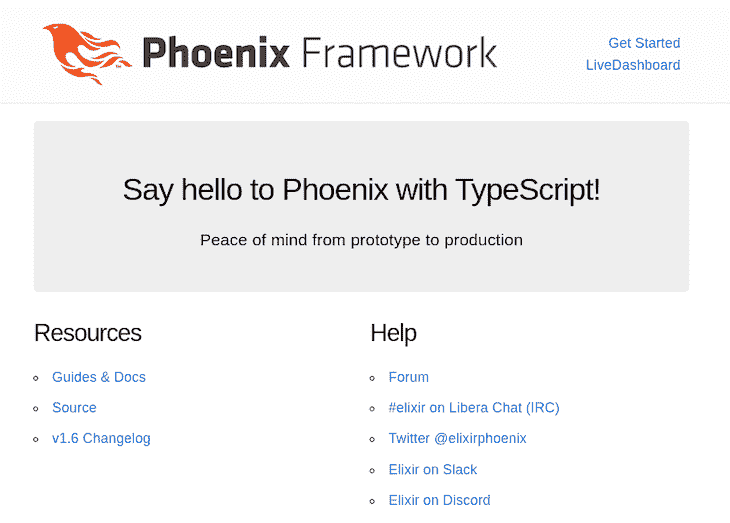 Phoenix Framework
Get Started
LiveDashboard
Say hello to Phoenix with TypeScript!
Peace of mind from prototype to production
Resources
Guides & Docs
Source
v1.6 Changelog
Help
Forum
#elixir on Libera Chat (IRC)
Twitter @elixirphoenix
Elixir on Slack
Elixir on Discord